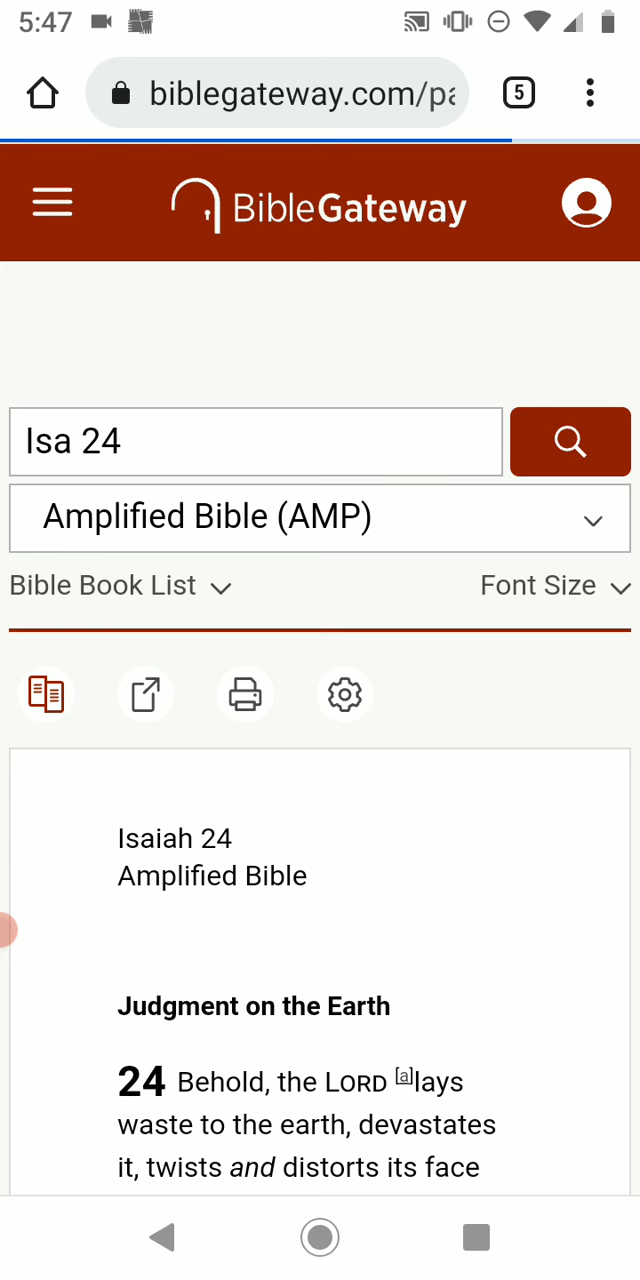 5:47
biblegateway.com/pa
5
BibleGateway
Isa 24
Amplified Bible (AMP)
Bible Book List
Font Size
Isaiah 24
Amplified Bible
Judgment on the Earth
24 Behold, the LORD [a]lays
waste to the earth, devastates
it, twists and distorts its face